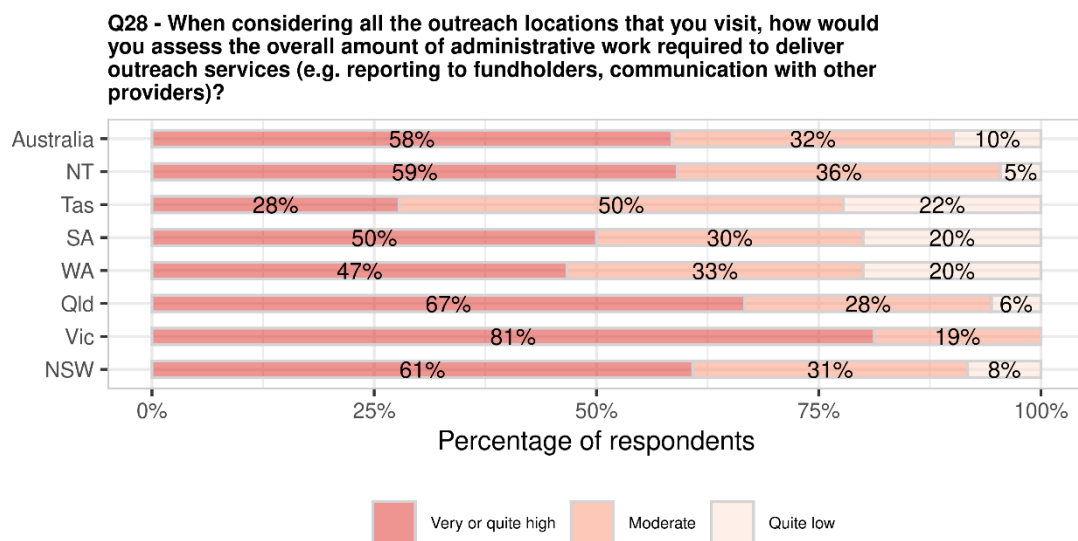 Q28 - When considering all the outreach locations that you visit, how would
you assess the overall amount of administrative work required to deliver
outreach services (e.g. reporting to fundholders, communication with other
providers)?
Australia 58% 32% 10%
NT 59% 36% 5%
Tas 28% 50% 22%
SA 50% 30% 20%
WA 47% 33% 20%
Qld 67% 28% 6%
Vic 81% 19%
NSW 61% 31% 8%
0% 25% 50% 75% 100%
Percentage of respondents
Very or quite high Moderate Quite low